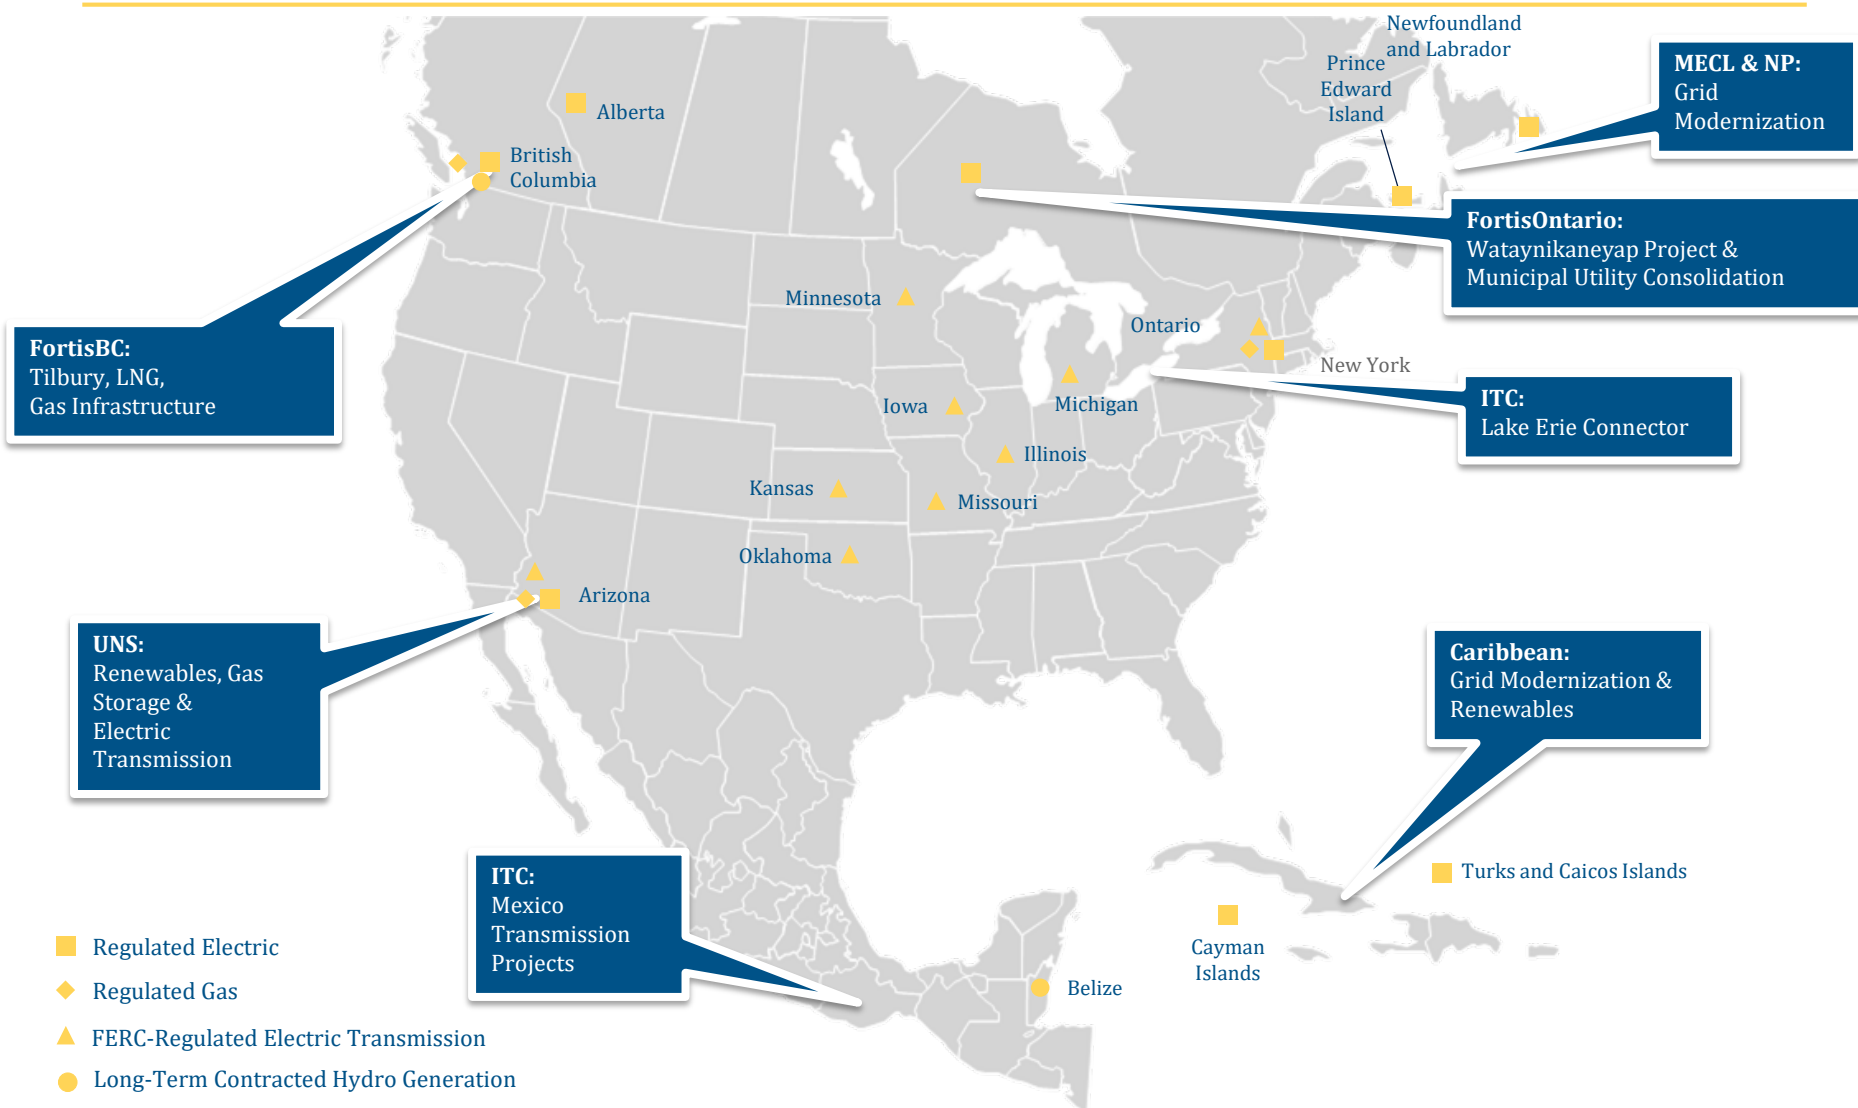 Newfoundland
and Labrador
Prince
Edward
Island
MECL & NP:
Grid
Modernization
Alberta
British
Columbia
FortisOntario:
Wataynikaneyap Project &
Municipal Utility Consolidation
Minnesota
Ontario
New York
FortisBC:
Tilbury, LNG,
Gas Infrastructure
ITC:
Lake Erie Connector
Iowa
Michigan
Illinois
Kansas
Missouri
Oklahoma
Arizona
UNS:
Renewables, Gas
Storage &
Electric
Transmission
Caribbean:
Grid Modernization &
Renewables
ITC:
Mexico
Transmission
Projects
Turks and Caicos Islands
Cayman
Islands
Belize
Regulated Electric
Regulated Gas
FERC-Regulated Electric Transmission
Long-Term Contracted Hydro Generation